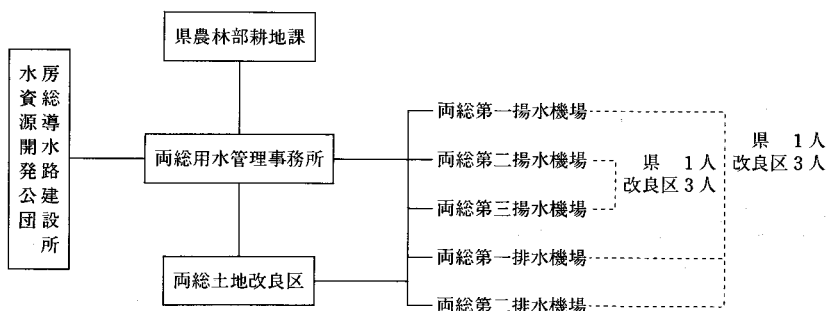 県農林部耕地課
水資源開発公団
房総導水路建設所
両総用水管理事務所
両総土地改良区
両総第一揚水機場
両総第二揚水機場
両総第三揚水機場
両総第一排水機場
両総第二排水機場
県 1人
改良区3人
県 1人
改良区3人